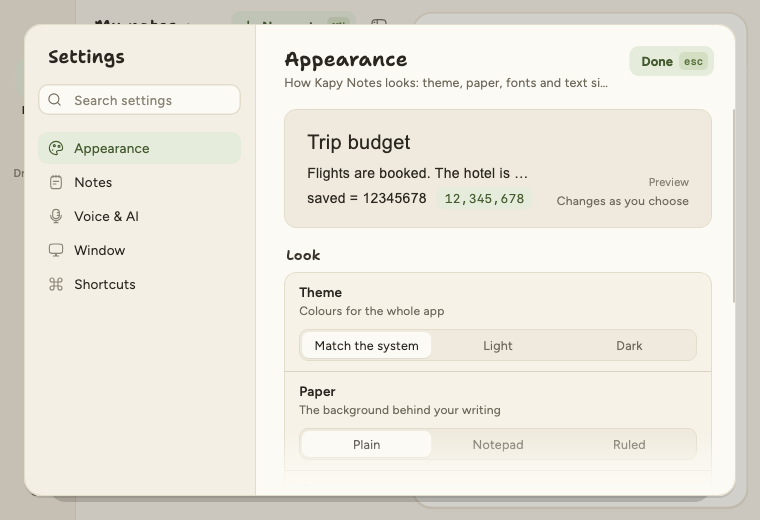 Settings
Search settings
Appearance
Notes
Voice & AI
Window
Shortcuts
Appearance
How Kapy Notes looks: theme, paper, fonts and text si...
Done esc
Trip budget
Flights are booked. The hotel is ...
saved = 12345678 12,345,678
Preview
Changes as you choose
Look
Theme
Colours for the whole app
Match the system Light Dark
Paper
The background behind your writing
Plain Notepad Ruled